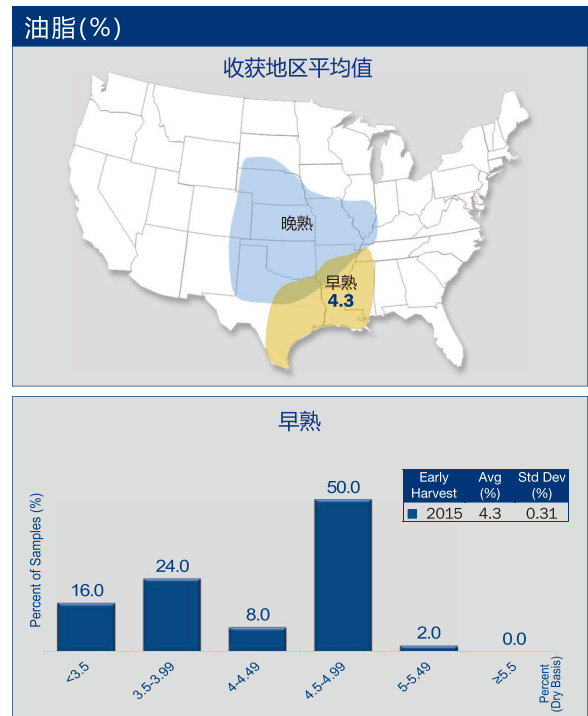 油脂(%)
收获地区平均值
晚熟
早熟
4.3
早熟
Percent of Samples (%)
Early Harvest Avg (%) Std Dev (%)
2015 4.3 0.31
16.0
24.0
8.0
50.0
2.0
0.0
<3.5
3.5-3.99
4-4.49
4.5-4.99
5-5.49
≥5.5
Percent
(Dry Basis)